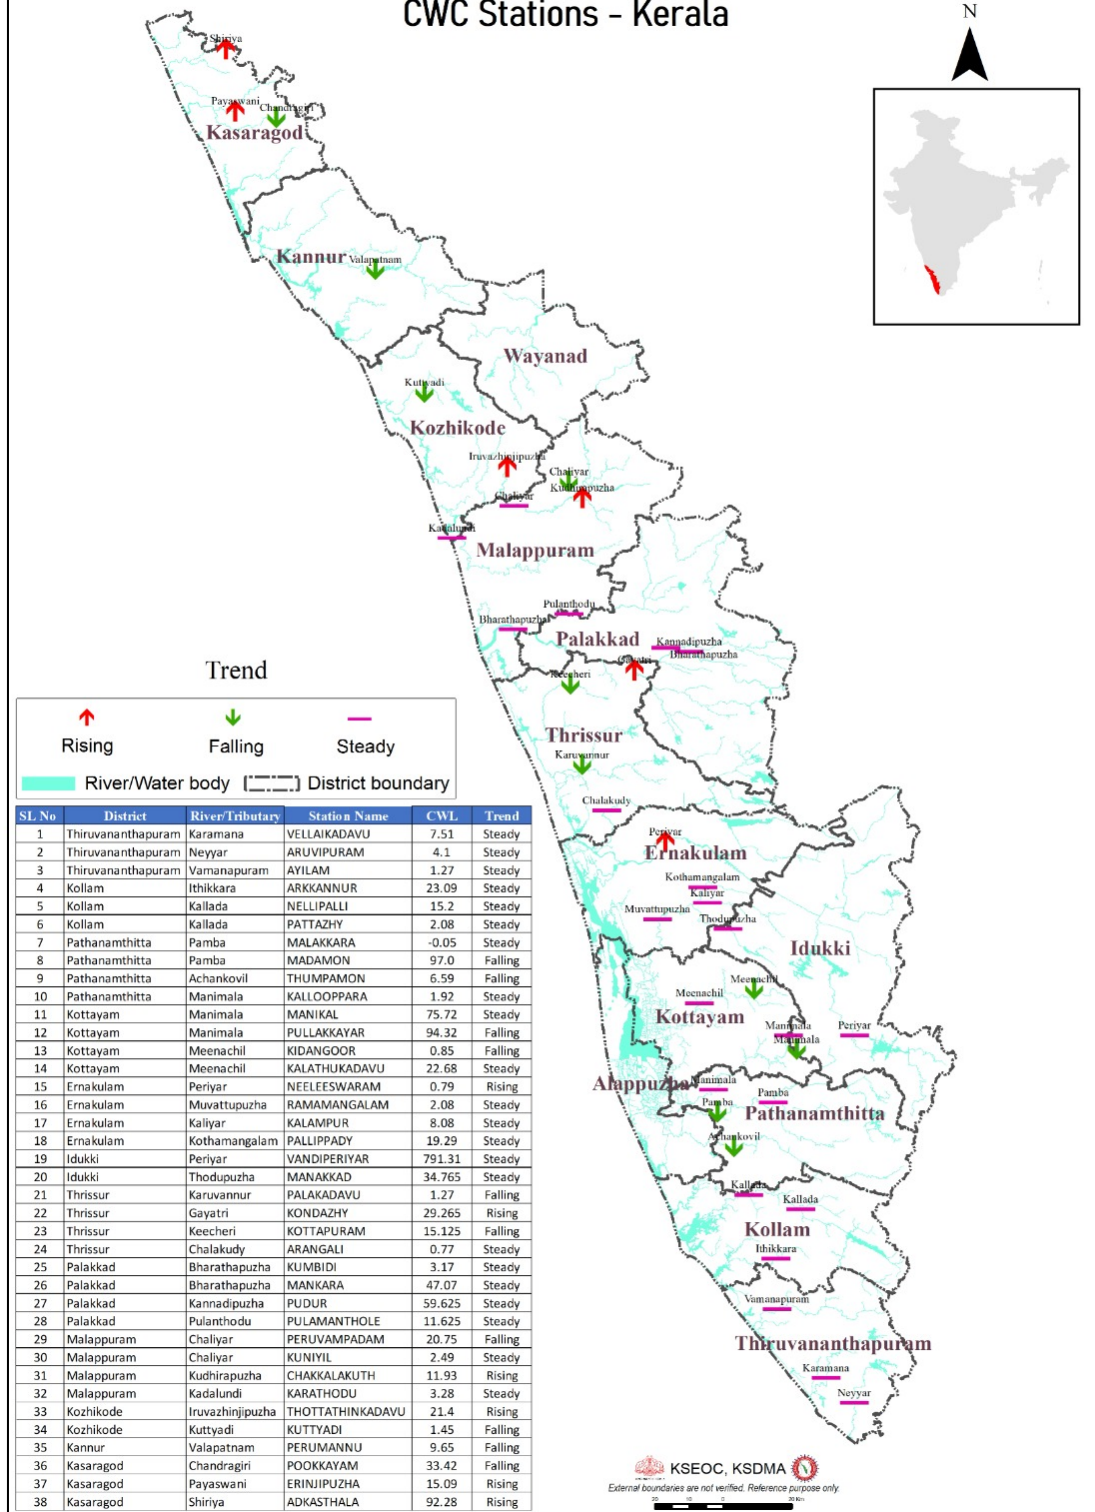 CWC Stations - Kerala
N
Shiriya
Payaswani
Chandragiri
Kasaragod
Kannur
Valapatnam
Wayanad
Kuttyadi
Kozhikode
Iruvazhinjipuzha
Chaliyar
Kudhirapuzha
Chaliyar
Kadalundi
Malappuram
Pulanthodu
Bharathapuzha
Palakkad
Kannadipuzha
Bharathapuzha
Gayatri
Keecheri
Thrissur
Karuvannur
Chalakudy
Periyar
Ernakulam
Kothamangalam
Kaliyar
Muvattupuzha
Thodupuzha
Idukki
Meenachil
Meenachil
Kottayam
Manimala
Periyar
Manimala
Alappuzha
Manimala
Pamba
Pamba
Pathanamthitta
Achankovil
Kallada
Kallada
Kollam
Ithikkara
Vamanapuram
Thiruvananthapuram
Karamana
Neyyar
Trend
Rising Falling Steady
River/Water body District boundary
SL No District River/Tributary Station Name CWL Trend
1 Thiruvananthapuram Karamana VELLAIKADAVU 7.51 Steady
2 Thiruvananthapuram Neyyar ARUVIPURAM 4.1 Steady
3 Thiruvananthapuram Vamanapuram AYILAM 1.27 Steady
4 Kollam Ithikkara ARKKANNUR 23.09 Steady
5 Kollam Kallada NELLIPALLI 15.2 Steady
6 Kollam Kallada PATTAZHY 2.08 Steady
7 Pathanamthitta Pamba MALAKKARA -0.05 Steady
8 Pathanamthitta Pamba MADAMON 97.0 Falling
9 Pathanamthitta Achankovil THUMPAMON 6.59 Falling
10 Pathanamthitta Manimala KALLOOPPARA 1.92 Steady
11 Kottayam Manimala MANIKAL 75.72 Steady
12 Kottayam Manimala PULLAKKAYAR 94.32 Falling
13 Kottayam Meenachil KIDANGOOR 0.85 Falling
14 Kottayam Meenachil KALATHUKADAVU 22.68 Steady
15 Ernakulam Periyar NEELEESWARAM 0.79 Rising
16 Ernakulam Muvattupuzha RAMAMANGALAM 2.08 Steady
17 Ernakulam Kaliyar KALAMPUR 8.08 Steady
18 Ernakulam Kothamangalam PALLIPPADY 19.29 Steady
19 Idukki Periyar VANDIPERIYAR 791.31 Steady
20 Idukki Thodupuzha MANAKKAD 34.765 Steady
21 Thrissur Karuvannur PALAKADAVU 1.27 Falling
22 Thrissur Gayatri KONDAZHY 29.265 Rising
23 Thrissur Keecheri KOTTAPURAM 15.125 Falling
24 Thrissur Chalakudy ARANGALI 0.77 Steady
25 Palakkad Bharathapuzha KUMBIDI 3.17 Steady
26 Palakkad Bharathapuzha MANKARA 47.07 Steady
27 Palakkad Kannadipuzha PUDUR 59.625 Steady
28 Palakkad Pulanthodu PULAMANTHOLE 11.625 Steady
29 Malappuram Chaliyar PERUVAMPADAM 20.75 Falling
30 Malappuram Chaliyar KUNIYIL 2.49 Steady
31 Malappuram Kudhirapuzha CHAKKALAKUTH 11.93 Rising
32 Malappuram Kadalundi KARATHODU 3.28 Steady
33 Kozhikode Iruvazhinjipuzha THOTTATHINKADAVU 21.4 Rising
34 Kozhikode Kuttyadi KUTTYADI 1.45 Falling
35 Kannur Valapatnam PERUMANNU 9.65 Falling
36 Kasaragod Chandragiri POOKKAYAM 33.42 Falling
37 Kasaragod Payaswani ERINJIPUZHA 15.09 Rising
38 Kasaragod Shiriya ADKASTHALA 92.28 Rising
KSEOC, KSDMA
External boundaries are not verified. Reference purpose only.
20 10 0 20 Km